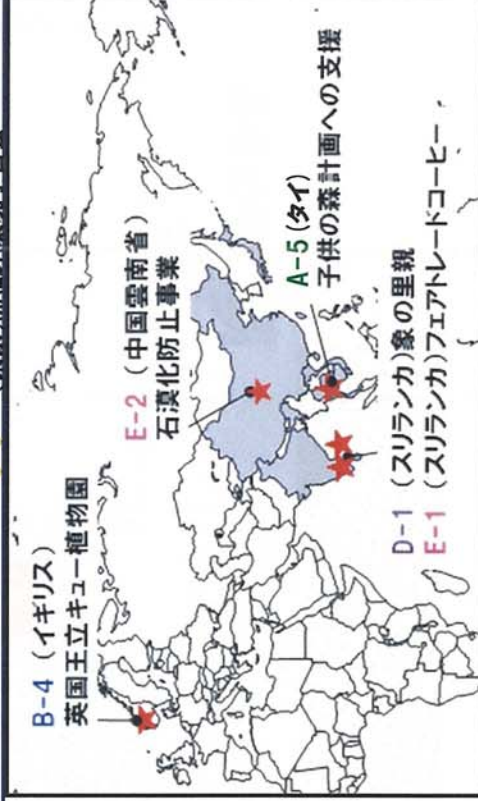 B-4（イギリス）
英国王立キュー植物園
E-2（中国雲南省）
石漠化防止事業
A-5(タイ)
子供の森計画への支援
D-1（スリランカ)象の里親
E-1（スリランカ)フェアトレードコーヒー